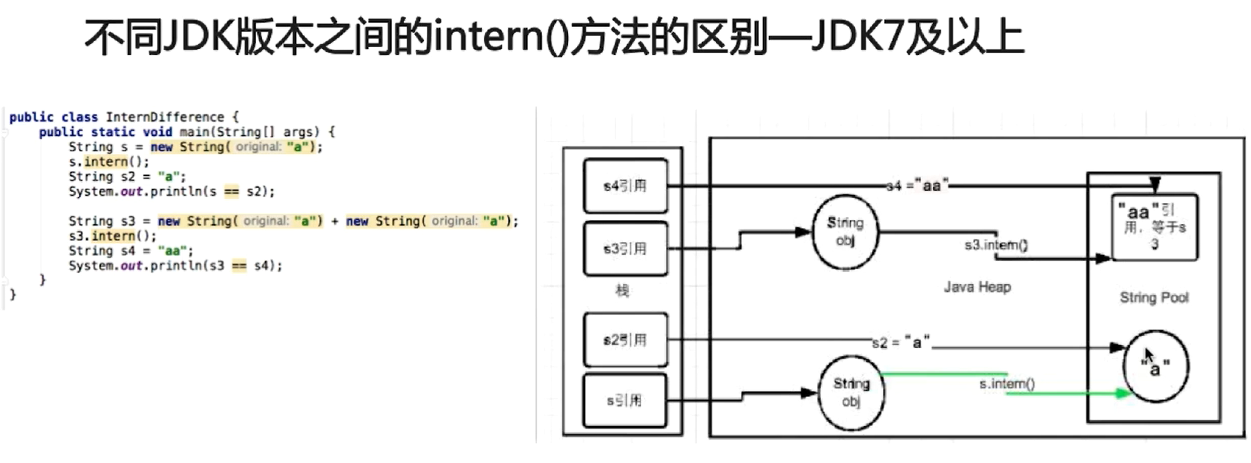 不同JDK版本之间的intern()方法的区别—JDK7及以上
public class InternDifference {
public static void main(String[] args) {
String s = new String( original: "a");
s.intern();
String s2 = "a";
System.out.println(s == s2);
String s3 = new String( original: "a") + new String( original: "a");
s3.intern();
String s4 = "aa";
System.out.println(s3 == s4);
}
}
s4引用
s4 ="aa"
"aa"引
用，等于s
3
s3引用
String
obj
s3.intern()
栈
Java Heap
String Pool
s2引用
s2 = "a"
"a"
s引用
String
obj
s.intern()